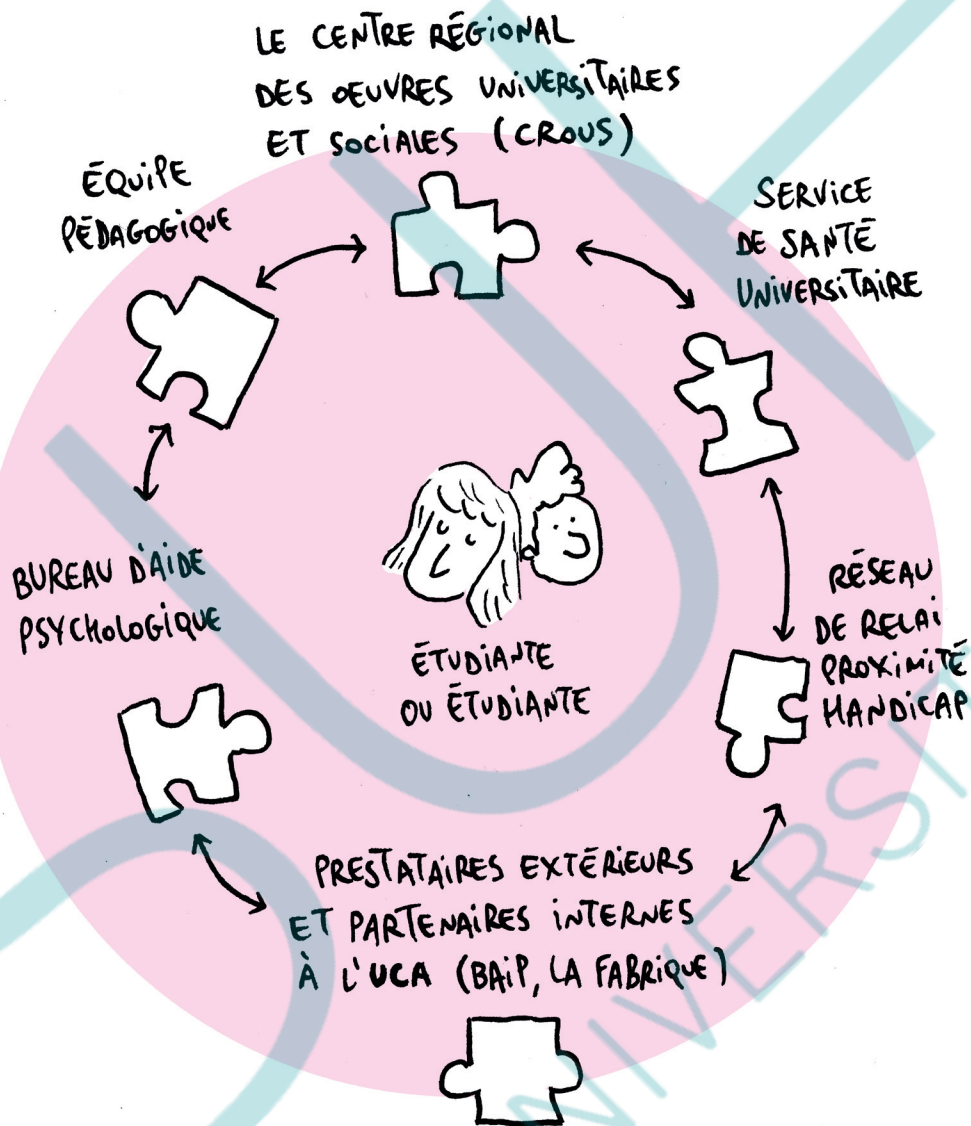 LE CENTRE RÉGIONAL
DES OEUVRES UNIVERSITAIRES
ET SOCIALES (CROUS)
ÉQUIPE
PÉDAGOGIQUE
SERVICE
DE SANTÉ
UNIVERSITAIRE
BUREAU D'AIDE
PSYCHOLOGIQUE
ÉTUDIANTE
OU ÉTUDIANTE
RÉSEAU
DE RELAI
PROXIMITÉ
HANDICAP
PRESTATAIRES EXTÉRIEURS
ET PARTENAIRES INTERNES
À L'UCA (BAIP, LA FABRIQUE)